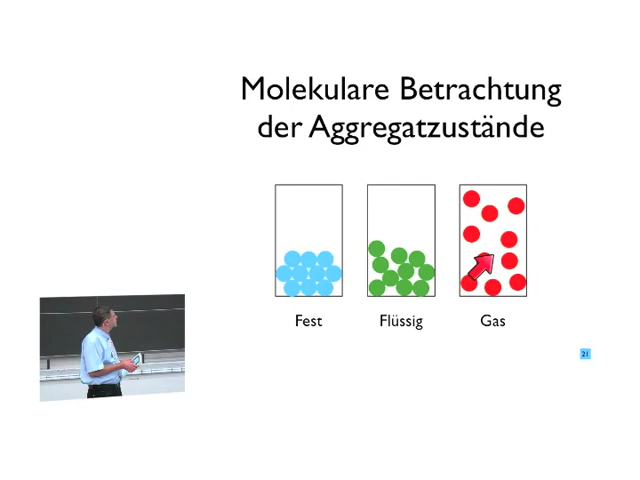 Molekulare Betrachtung
der Aggregatzustände
Fest Flüssig Gas
21